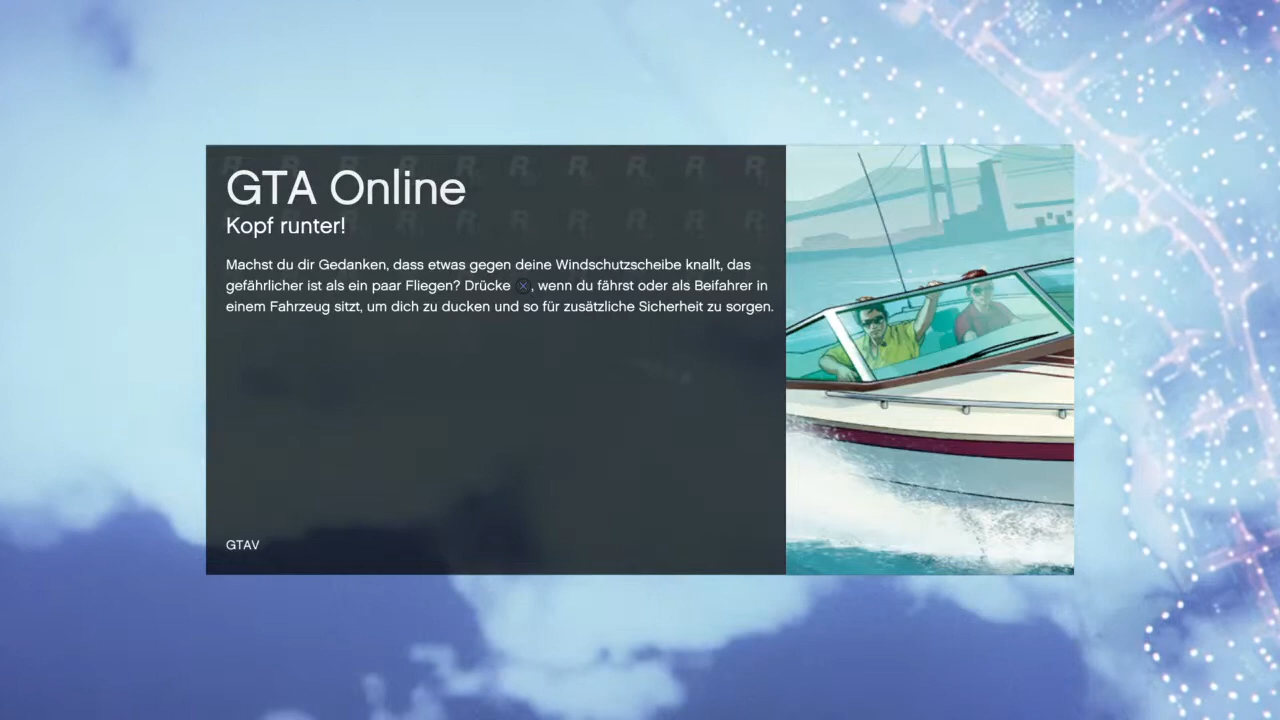 GTA Online
Kopf runter!
Machst du dir Gedanken, dass etwas gegen deine Windschutzscheibe knallt, das
gefährlicher ist als ein paar Fliegen? Drücke ⓧ, wenn du fährst oder als Beifahrer in
einem Fahrzeug sitzt, um dich zu ducken und so für zusätzliche Sicherheit zu sorgen.
GTAV